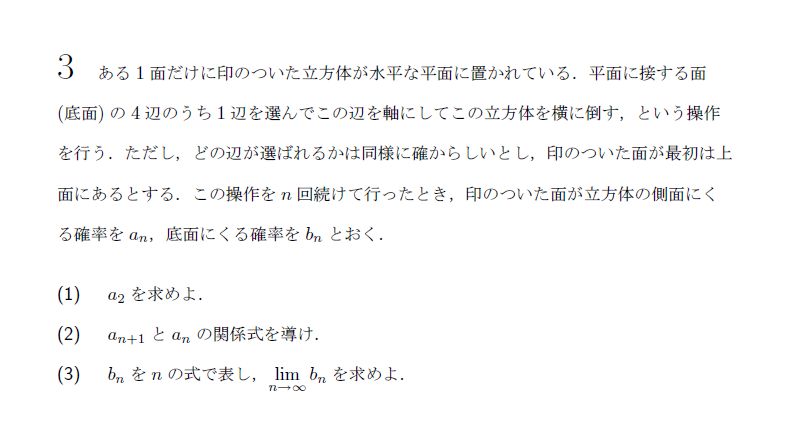 3 ある 1 面だけに印のついた立方体が水平な平面に置かれている．平面に接する面
(底面) の 4 辺のうち 1 辺を選んでこの辺を軸にしてこの立方体を横に倒す，という操作
を行う．ただし，どの辺が選ばれるかは同様に確からしいとし，印のついた面が最初は上
面にあるとする．この操作を n 回続けて行ったとき，印のついた面が立方体の側面にく
る確率を aₙ，底面にくる確率を bₙ とおく．
(1) a₂ を求めよ．
(2) aₙ₊₁ と aₙ の関係式を導け．
(3) bₙ を n の式で表し，lim_{n→∞} bₙ を求めよ．